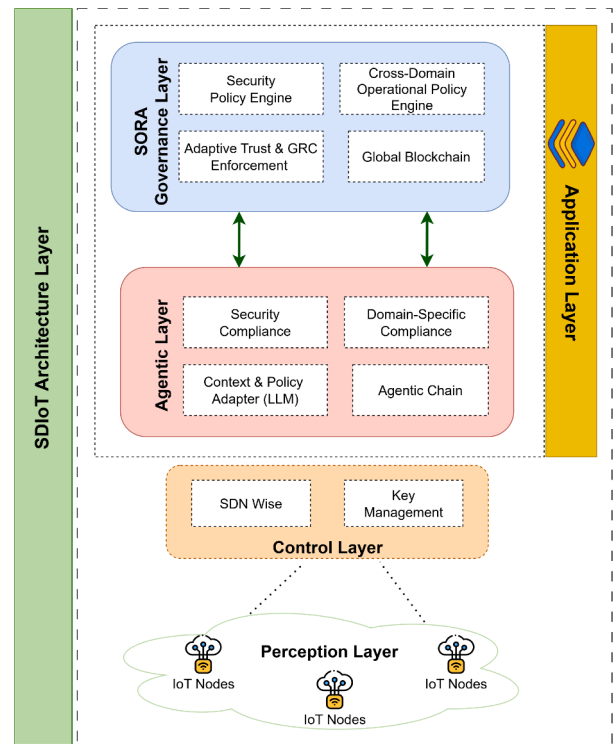 SDIoT Architecture Layer
SORA
Governance Layer
Security
Policy Engine
Cross-Domain
Operational Policy
Engine
Adaptive Trust & GRC
Enforcement
Global Blockchain
Application Layer
Agentic Layer
Security
Compliance
Domain-Specific
Compliance
Context & Policy
Adapter (LLM)
Agentic Chain
SDN Wise
Key
Management
Control Layer
Perception Layer
IoT Nodes
IoT Nodes
IoT Nodes